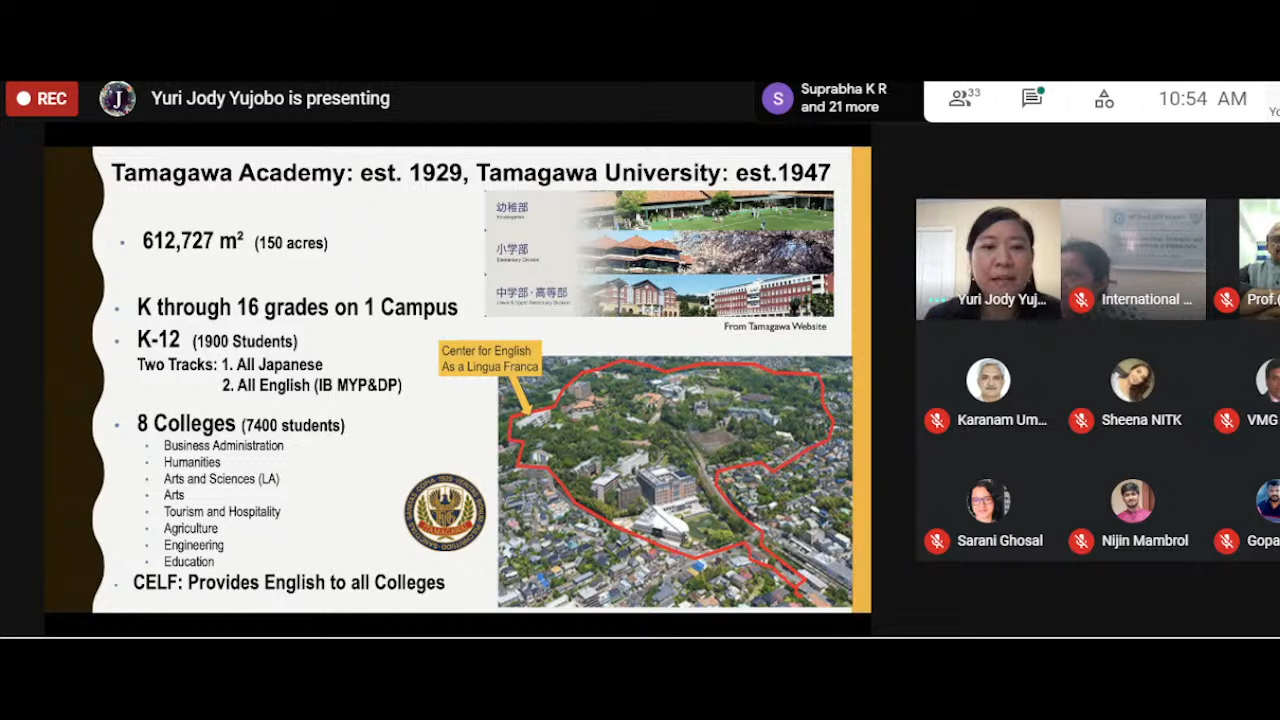 REC
J
Yuri Jody Yujobo is presenting
S
Suprabha K R
and 21 more
33
10:54 AM
Tamagawa Academy: est. 1929, Tamagawa University: est.1947
612,727 m² (150 acres)
K through 16 grades on 1 Campus
K-12 (1900 Students)
Two Tracks: 1. All Japanese
2. All English (IB MYP&DP)
8 Colleges (7400 students)
Business Administration
Humanities
Arts and Sciences (LA)
Arts
Tourism and Hospitality
Agriculture
Engineering
Education
CELF: Provides English to all Colleges
幼稚部
Kindergarten
小学部
Elementary Division
中学部・高等部
From Tamagawa Website
Center for English
As a Lingua Franca
TAMAGAWA
Yuri Jody Yuj...
International ...
Prof.
Karanam Um...
Sheena NITK
VMG
Sarani Ghosal
Nijin Mambrol
Gopa